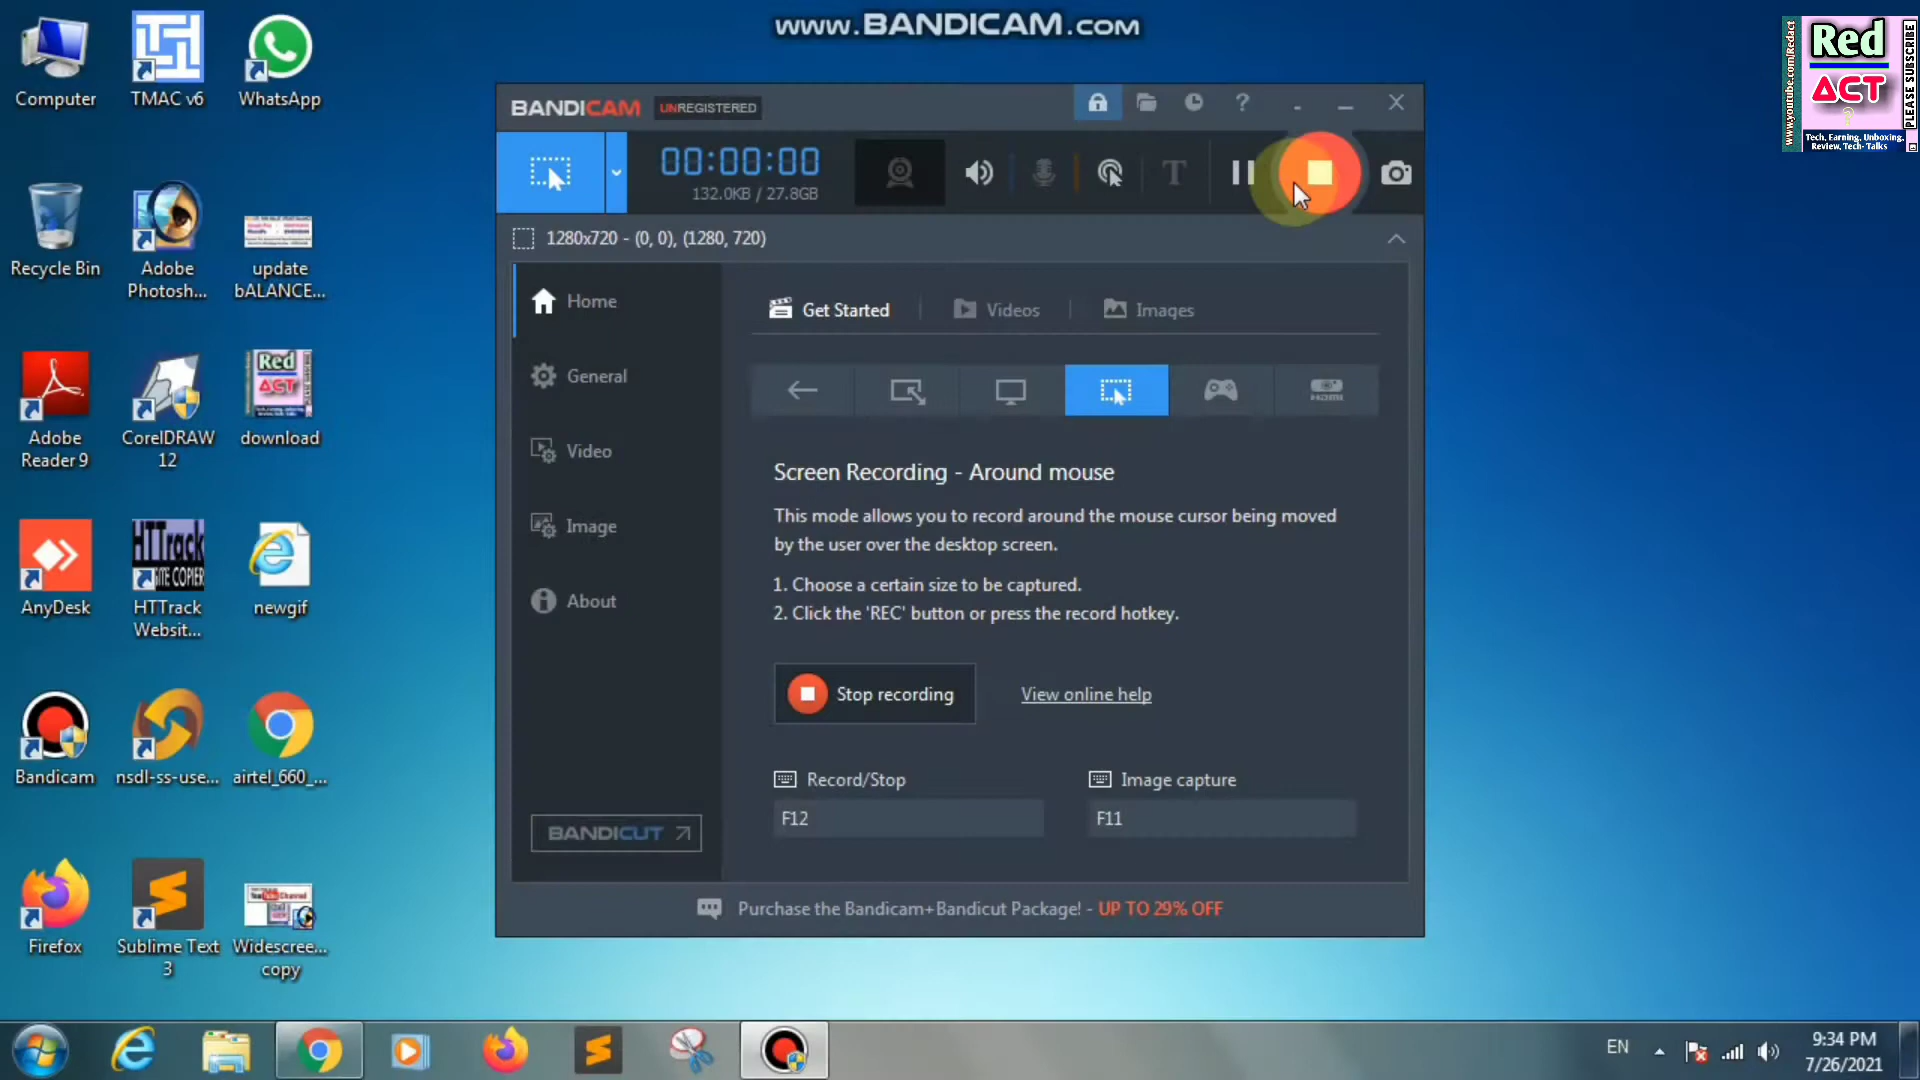 www.BANDICAM.com
Computer
TMAC v6
WhatsApp
Recycle Bin
Adobe
Photosh...
update
bALANCE...
Adobe
Reader 9
CorelDRAW
12
download
AnyDesk
HTTrack
Websit...
newgif
Bandicam
nsdl-ss-use...
airtel_660_...
Firefox
Sublime Text
3
Widescree...
copy
BANDICAM UNREGISTERED
00:00:00
132.0KB / 27.8GB
1280x720 - (0, 0), (1280, 720)
Home
General
Video
Image
About
BANDICUT
Get Started
Videos
Images
HDMI
Screen Recording - Around mouse
This mode allows you to record around the mouse cursor being moved
by the user over the desktop screen.
1. Choose a certain size to be captured.
2. Click the 'REC' button or press the record hotkey.
Stop recording
View online help
Record/Stop
Image capture
F12
F11
Purchase the Bandicam+Bandicut Package! - UP TO 29% OFF
www.youtube.com/Redact
Red
ACT
?
Tech, Earning, Unboxing,
Review, Tech-Talks
PLEASE SUBSCRIBE
EN
9:34 PM
7/26/2021